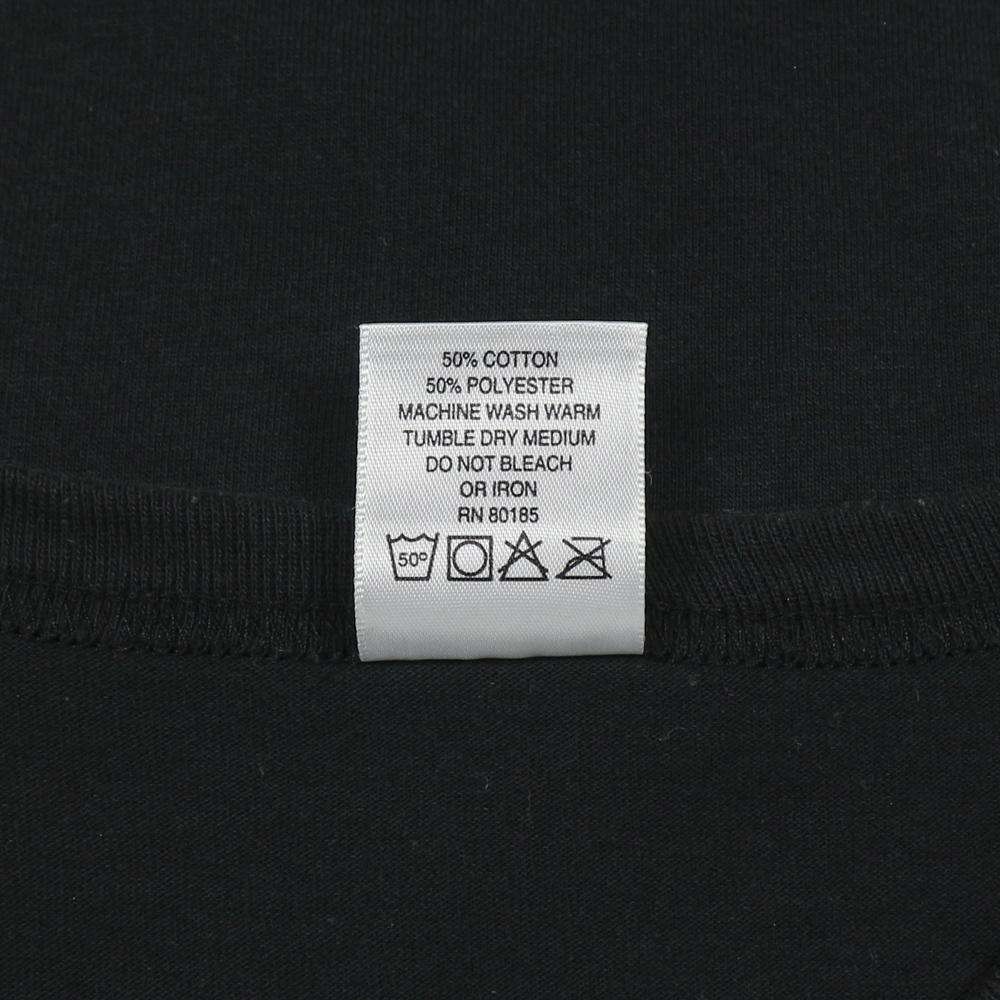 50% COTTON
50% POLYESTER
MACHINE WASH WARM
TUMBLE DRY MEDIUM
DO NOT BLEACH
OR IRON
RN 80185
50°